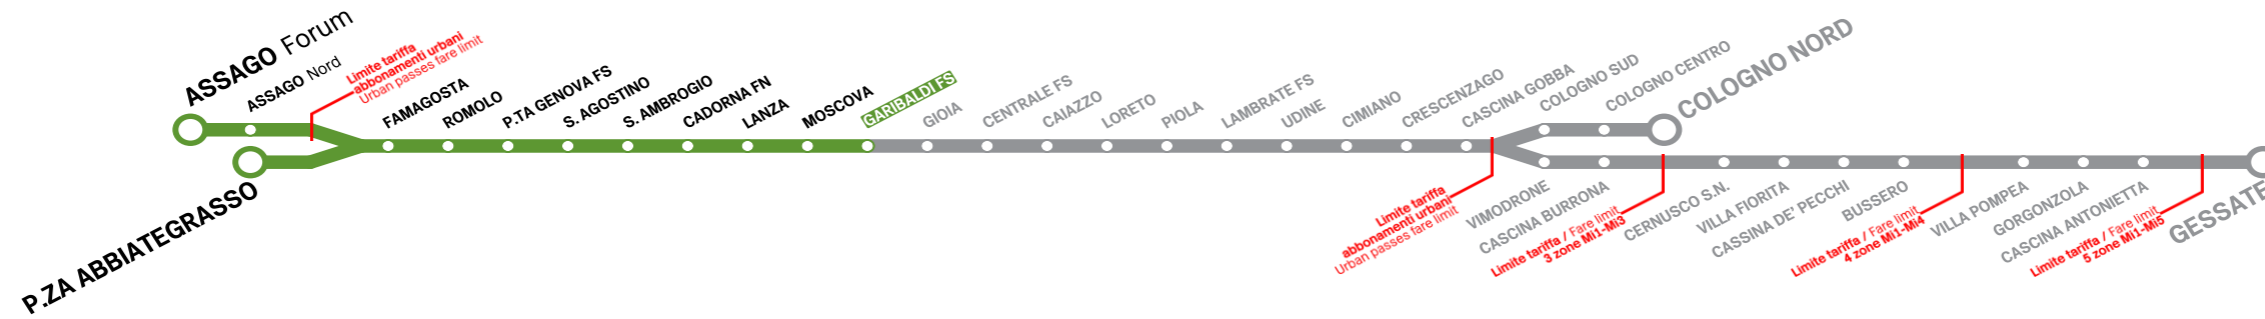 ASSAGO Forum
ASSAGO Nord
Limite tariffa
abbonamenti urbani
Urban passes fare limit
FAMAGOSTA
ROMOLO
P.TA GENOVA FS
S. AGOSTINO
S. AMBROGIO
CADORNA FN
LANZA
MOSCOVA
GARIBALDI FS
GIOIA
CENTRALE FS
CAIAZZO
LORETO
PIOLA
LAMBRATE FS
UDINE
CIMIANO
CRESCENZAGO
CASCINA GOBBA
COLOGNO SUD
COLOGNO CENTRO
COLOGNO NORD
P.ZA ABBIATEGRASSO
Limite tariffa
abbonamenti urbani
Urban passes fare limit
VIMODRONE
CASCINA BURRONA
Limite tariffa / Fare limit
3 zone Mi1-Mi3
CERNUSCO S.N.
VILLA FIORITA
CASSINA DE' PECCHI
BUSSERO
Limite tariffa / Fare limit
4 zone Mi1-Mi4
VILLA POMPEA
GORGONZOLA
CASCINA ANTONIETTA
Limite tariffa / Fare limit
5 zone Mi1-Mi5
GESSATE